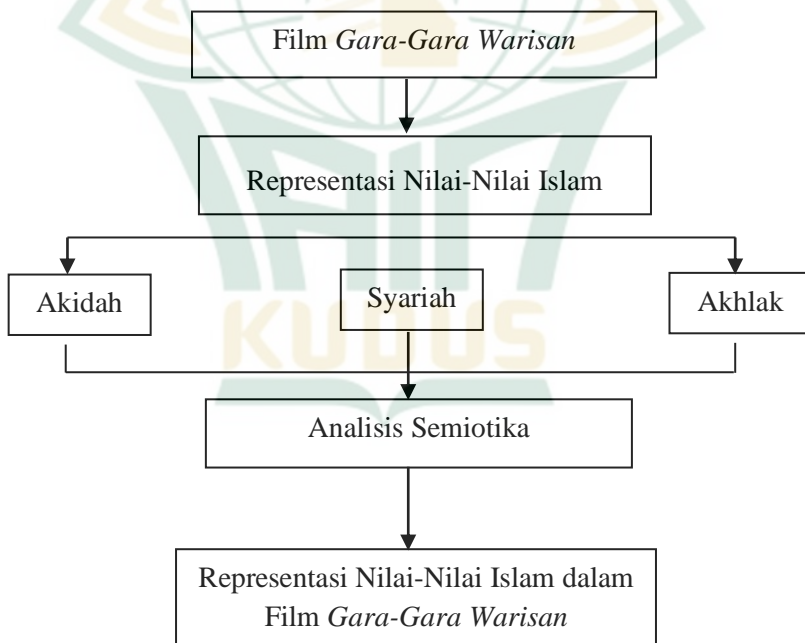 Film Gara-Gara Warisan
Representasi Nilai-Nilai Islam
Akidah
Syariah
Akhlak
KUDUS
Analisis Semiotika
Representasi Nilai-Nilai Islam dalam
Film Gara-Gara Warisan